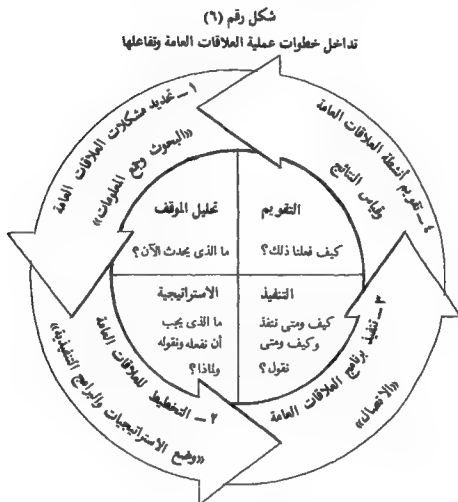 شكل رقم (٦)
تداخل خطوات عملية العلاقات العامة وتفاعلها
١ – تحديد مشكلات العلاقات العامة
«البحوث وجمع المعلومات»
٤ – تقويم أنشطة العلاقات العامة
وقياس النتائج
تحليل الموقف
ما الذى يحدث الآن؟
التقويم
كيف فعلنا ذلك؟
الاستراتيجية
ما الذى يجب
أن نفعله ونقوله
ولماذا؟
التنفيذ
كيف ومتى ننفذ
وكيف ومتى
نقول؟
٢ – التخطيط للعلاقات العامة
«وضع الاستراتيجيات والبرامج التنفيذية»
٣ – تنفيذ برنامج العلاقات العامة
«الاتصال»